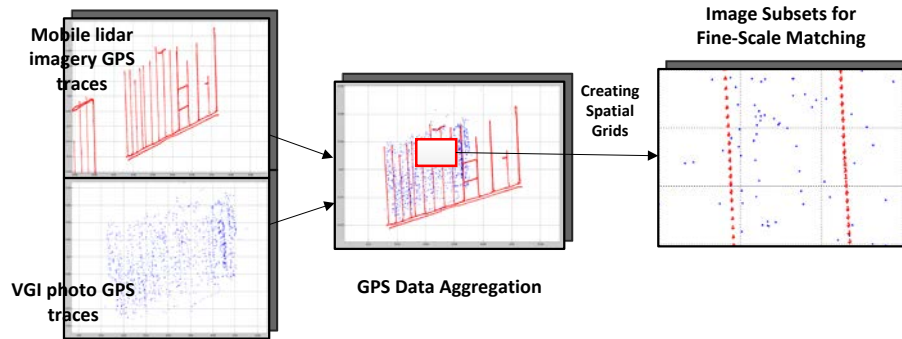 Mobile lidar
imagery GPS
traces
VGI photo GPS
traces
GPS Data Aggregation
Creating
Spatial
Grids
Image Subsets for
Fine-Scale Matching